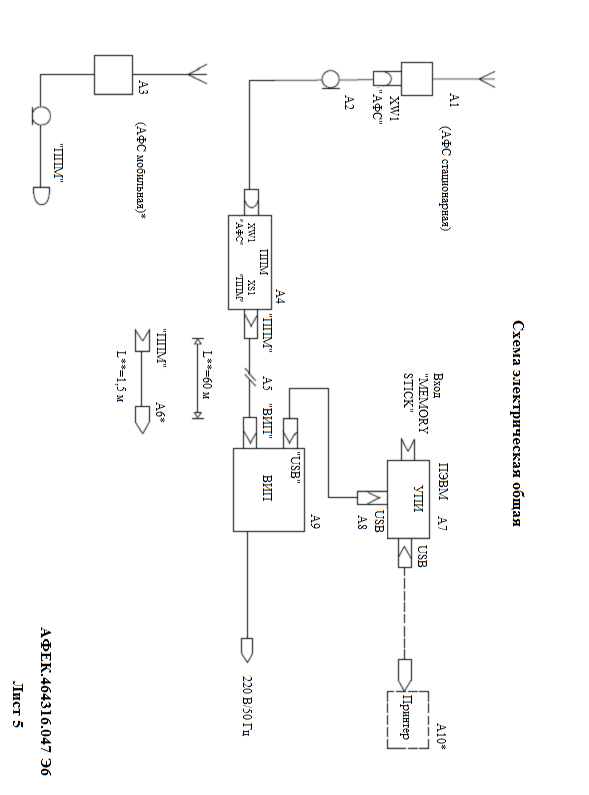 Схема электрическая общая
А1
(АФС стационарная)
XW1
"АФС"
А2
А3
(АФС мобильная)*
"ППМ"
А4
ППМ
XW1
"АФС"
XS1
"ППМ"
"ППМ"
А5
"ВИП"
L**=60 м
"ППМ"
А6*
L**=1,5 м
Вход
"MEMORY
STICK"
ПЭВМ
А7
УПИ
USB
USB
А8
"USB"
А9
ВИП
220 В/50 Гц
А10*
Принтер
АФЕК.464316.047 Э6
Лист 5